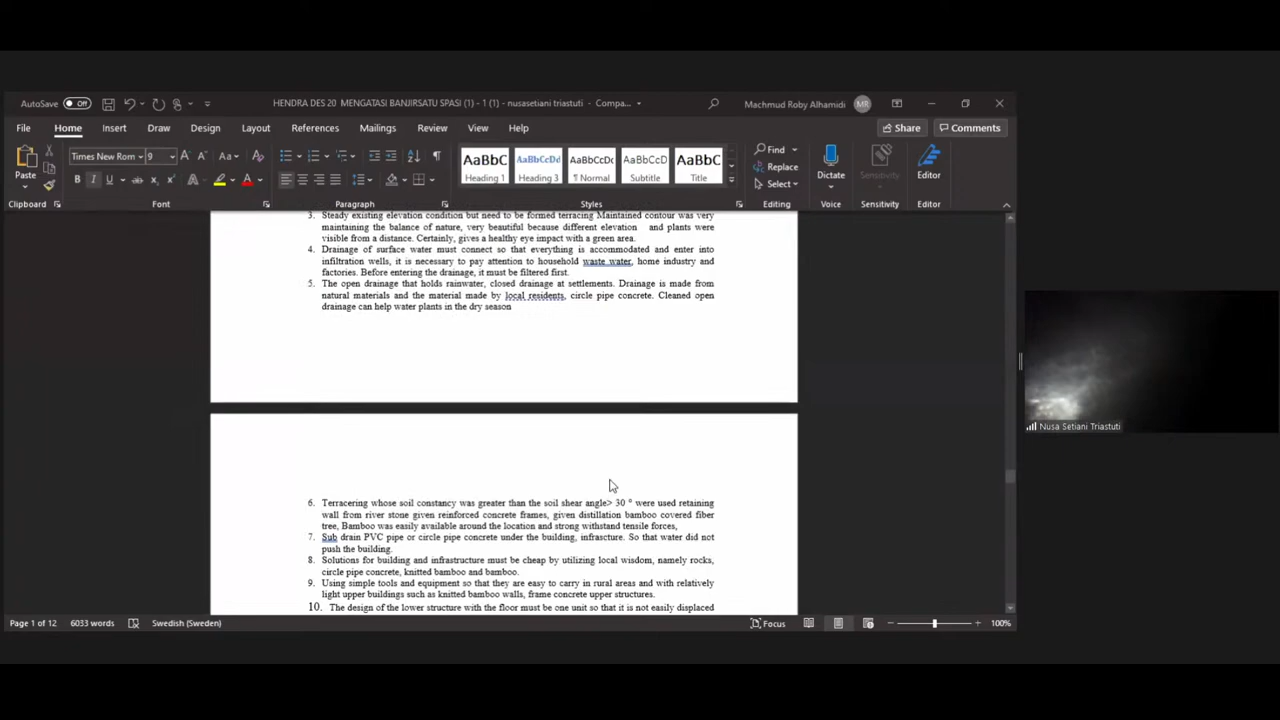 AutoSave Off
HENDRA DES 20 MENGATASI BANJIRSATU SPASI (1) - 1 (1) - nusasetiani triastuti - Compa...
Machmud Roby Alhamidi MR
File Home Insert Draw Design Layout References Mailings Review View Help
Share Comments
Paste
Times New Rom 9
Aa
B I U ab x₂ x² A A
AaBbC Heading 1
AaBbCcDd Heading 3
AaBbCcD ¶ Normal
AaBbCcD Subtitle
AaBbC Title
Find
Replace
Select
Dictate
Sensitivity
Editor
Clipboard Font Paragraph Styles Editing Voice Sensitivity Editor
3. Steady existing elevation condition but need to be formed terracing Maintained contour was very
maintaining the balance of nature, very beautiful because different elevation and plants were
visible from a distance. Certainly, gives a healthy eye impact with a green area.
4. Drainage of surface water must connect so that everything is accommodated and enter into
infiltration wells, it is necessary to pay attention to household waste water, home industry and
factories. Before entering the drainage, it must be filtered first.
5. The open drainage that holds rainwater, closed drainage at settlements. Drainage is made from
natural materials and the material made by local residents, circle pipe concrete. Cleaned open
drainage can help water plants in the dry season
6. Terracering whose soil constancy was greater than the soil shear angle> 30 ° were used retaining
wall from river stone given reinforced concrete frames, given distillation bamboo covered fiber
tree, Bamboo was easily available around the location and strong withstand tensile forces,
7. Sub drain PVC pipe or circle pipe concrete under the building, infrascture. So that water did not
push the building.
8. Solutions for building and infrastructure must be cheap by utilizing local wisdom, namely rocks,
circle pipe concrete, knitted bamboo and bamboo.
9. Using simple tools and equipment so that they are easy to carry in rural areas and with relatively
light upper buildings such as knitted bamboo walls, frame concrete upper structures.
10. The design of the lower structure with the floor must be one unit so that it is not easily displaced
Page 1 of 12 6033 words Swedish (Sweden) Focus 100%
Nusa Setiani Triastuti